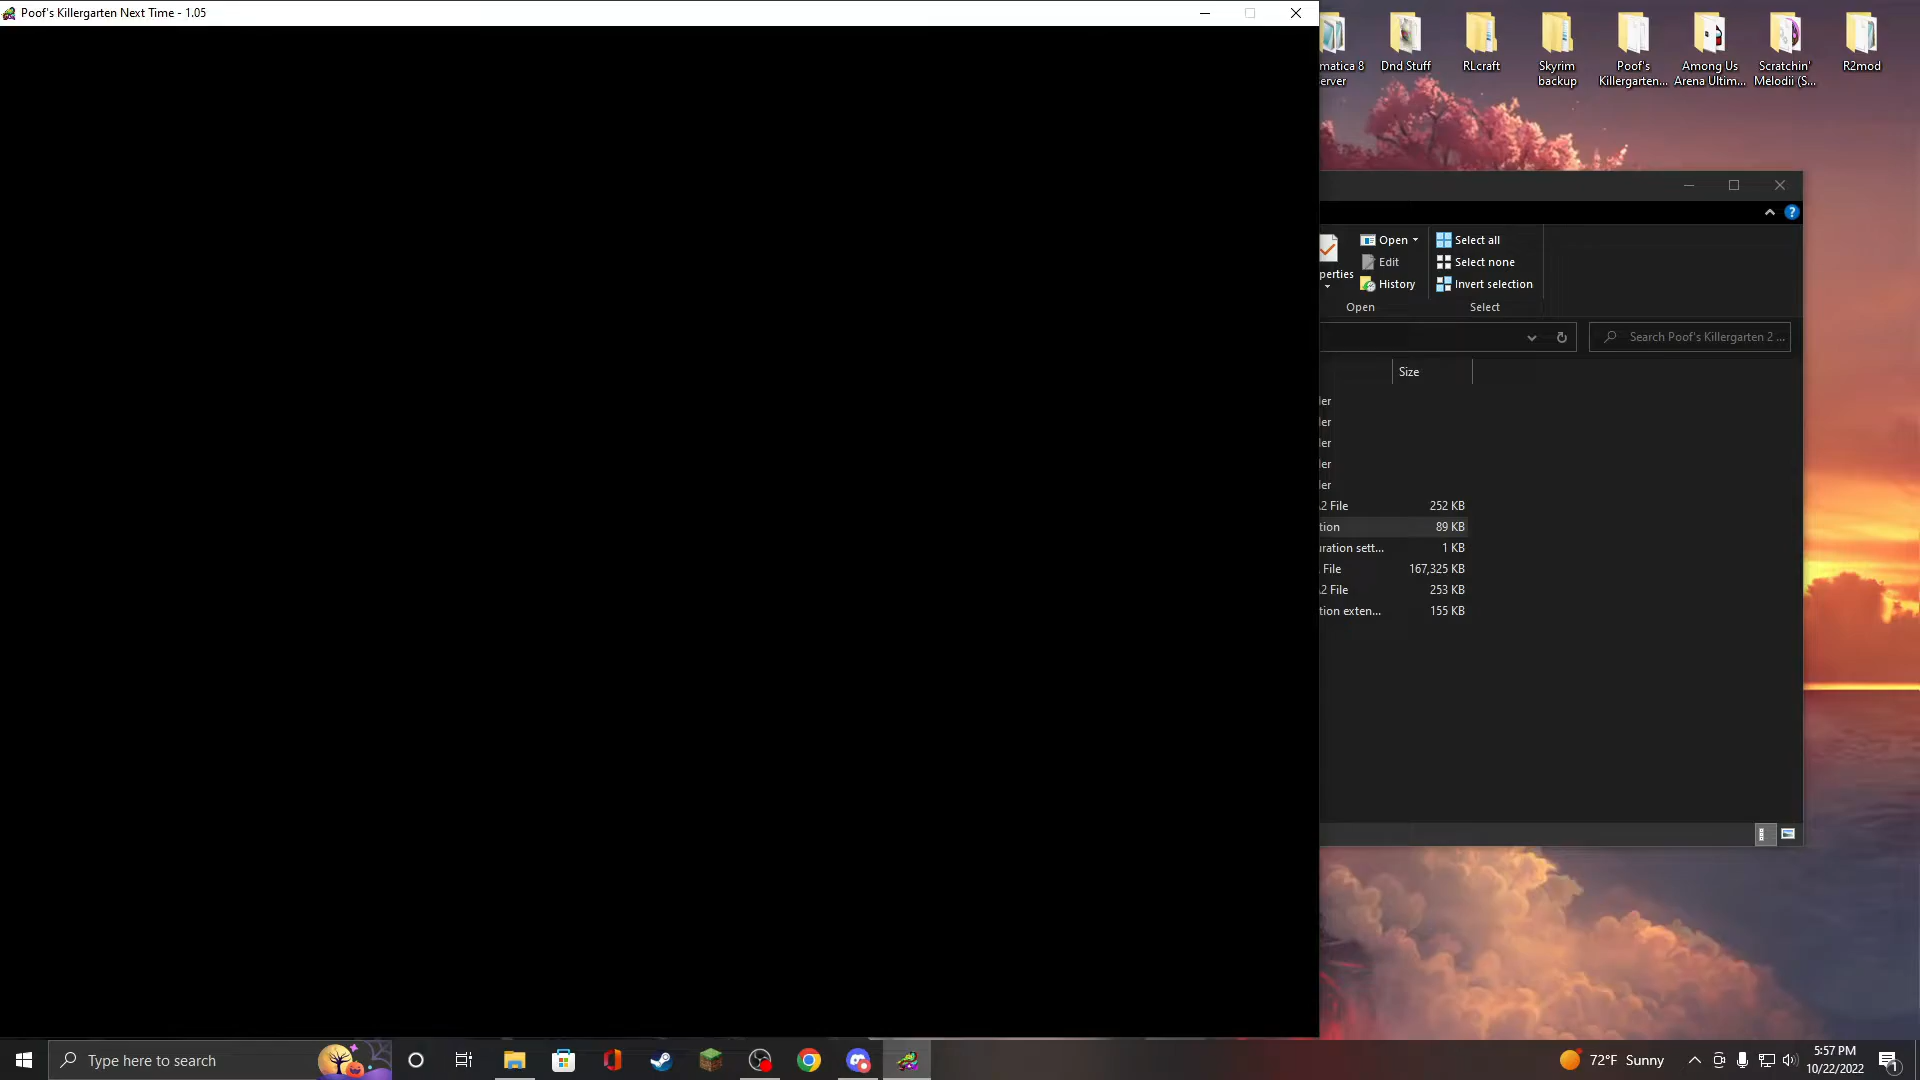 Poof's Killergarten Next Time - 1.05
matica 8
erver
Dnd Stuff
RLcraft
Skyrim
backup
Poof's
Killergarten...
Among Us
Arena Ultim...
Scratchin'
Melodii (S...
R2mod
perties
Open
Edit
History
Open
Select all
Select none
Invert selection
Select
Search Poof's Killergarten 2 ...
Size
ler
ler
ler
ler
ler
2 File 252 KB
tion 89 KB
uration sett... 1 KB
File 167,325 KB
2 File 253 KB
tion exten... 155 KB
Type here to search
72°F Sunny
5:57 PM
10/22/2022
1